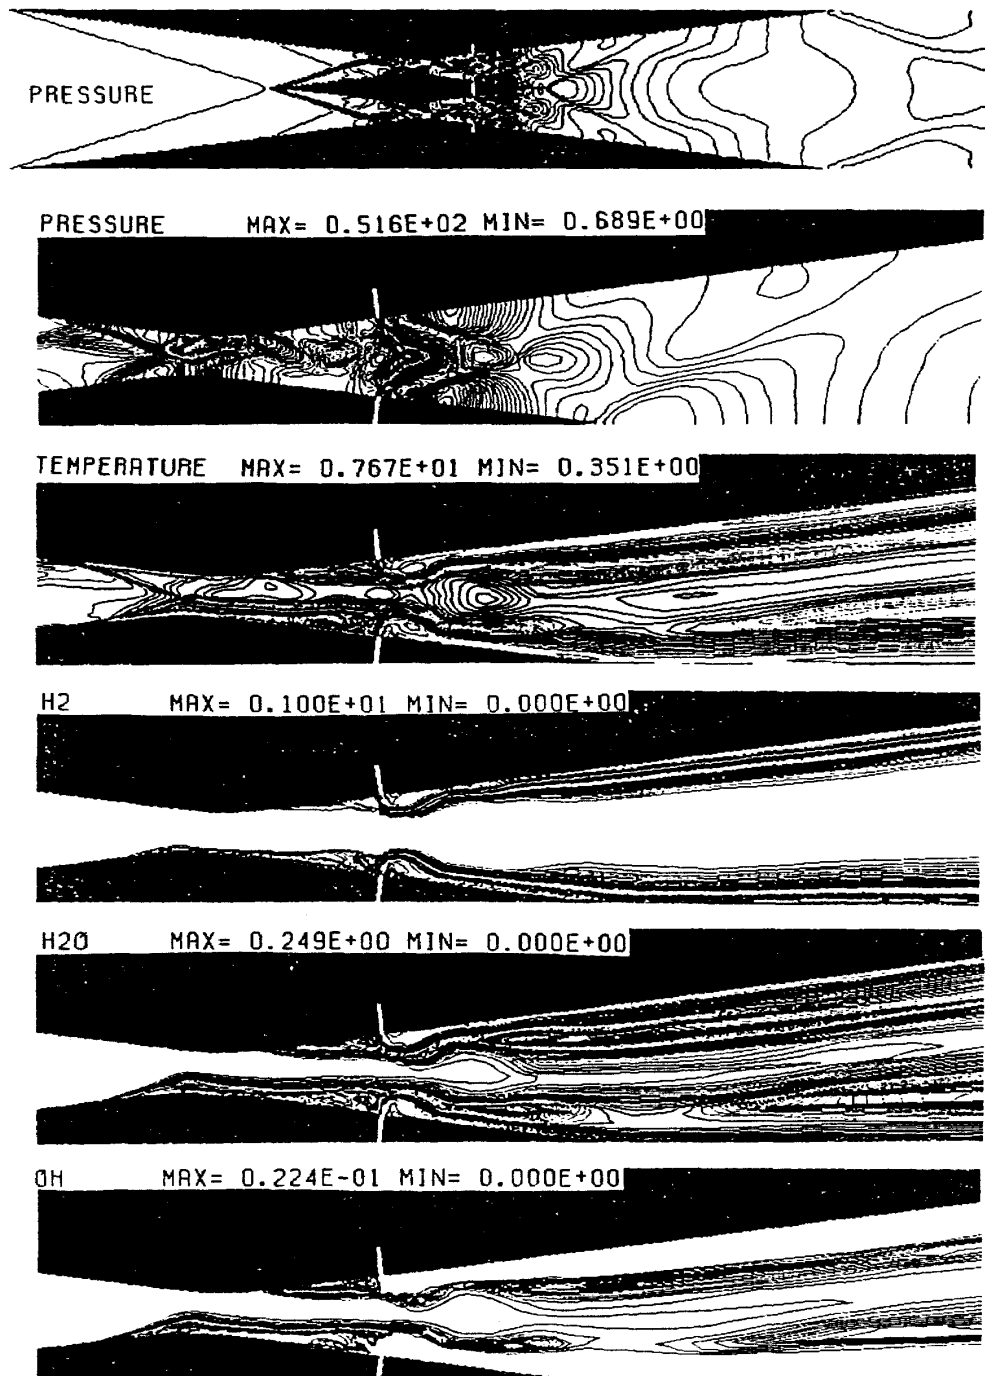 PRESSURE
PRESSURE MAX= 0.516E+02 MIN= 0.689E+00
TEMPERATURE MAX= 0.767E+01 MIN= 0.351E+00
H2 MAX= 0.100E+01 MIN= 0.000E+00
H2O MAX= 0.249E+00 MIN= 0.000E+00
OH MAX= 0.224E-01 MIN= 0.000E+00